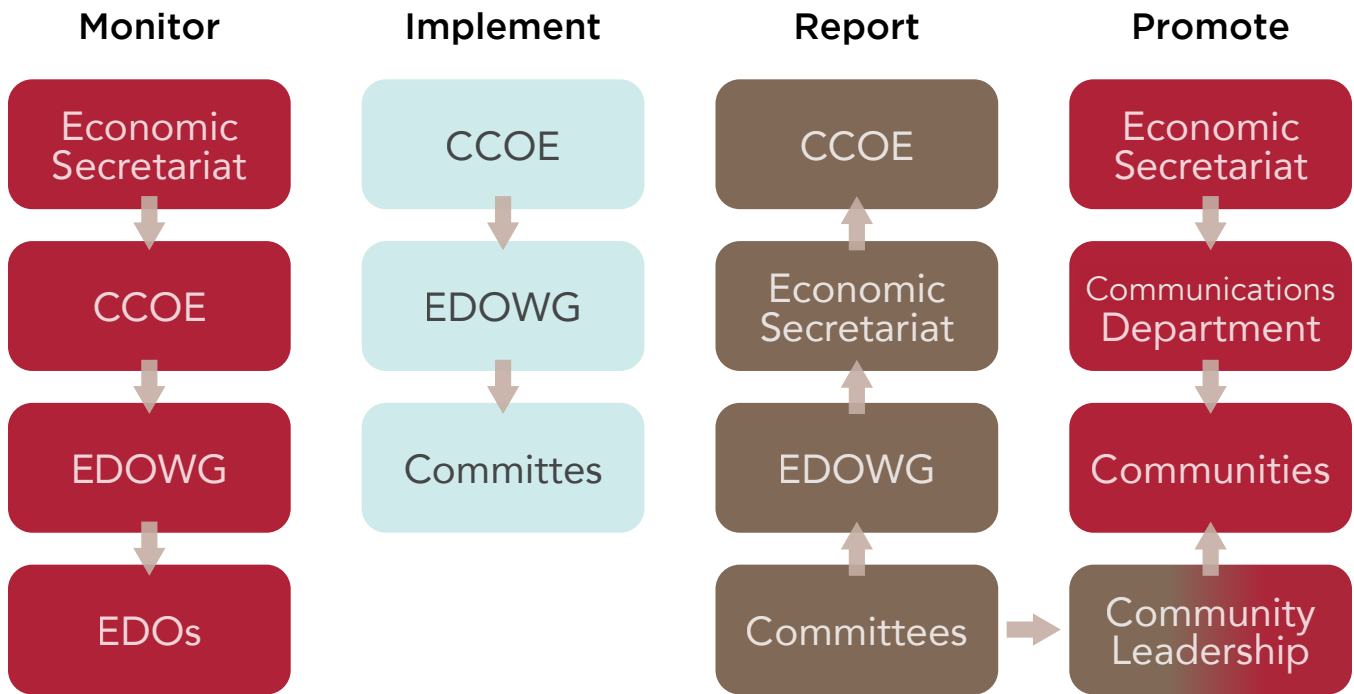 Monitor
Implement
Report
Promote
Economic
Secretariat
CCOE
EDOWG
EDOs
CCOE
EDOWG
Committes
CCOE
Economic
Secretariat
EDOWG
Committees
Economic
Secretariat
Communications
Department
Communities
Community
Leadership